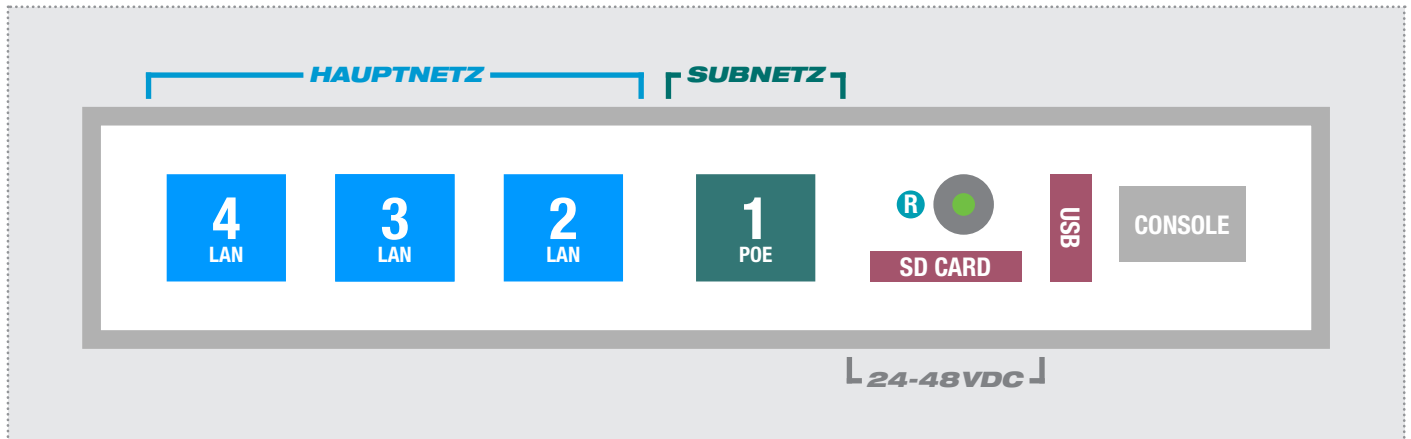 HAUPTNETZ
SUBNETZ
4
LAN
3
LAN
2
LAN
1
POE
R
SD CARD
USB
CONSOLE
24-48VDC